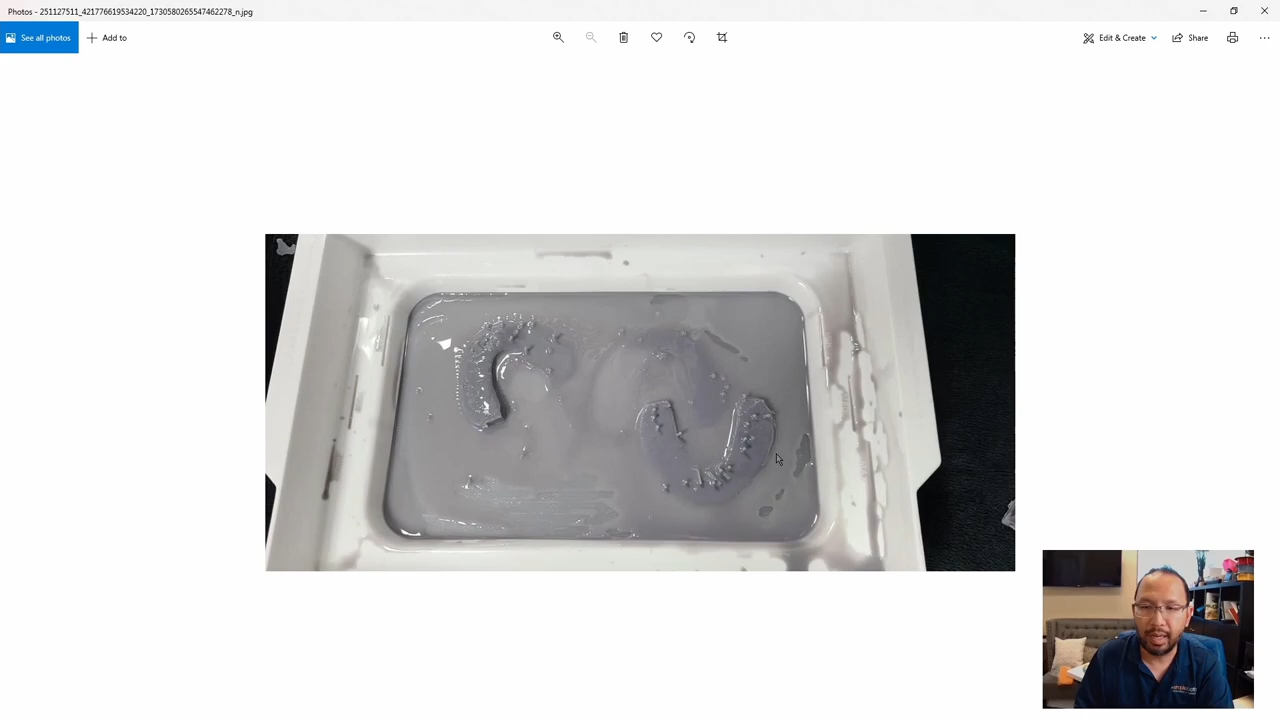 Photos - 251127511_421776619534220_1730580265547462278_n.jpg
See all photos
Add to
Edit & Create
Share